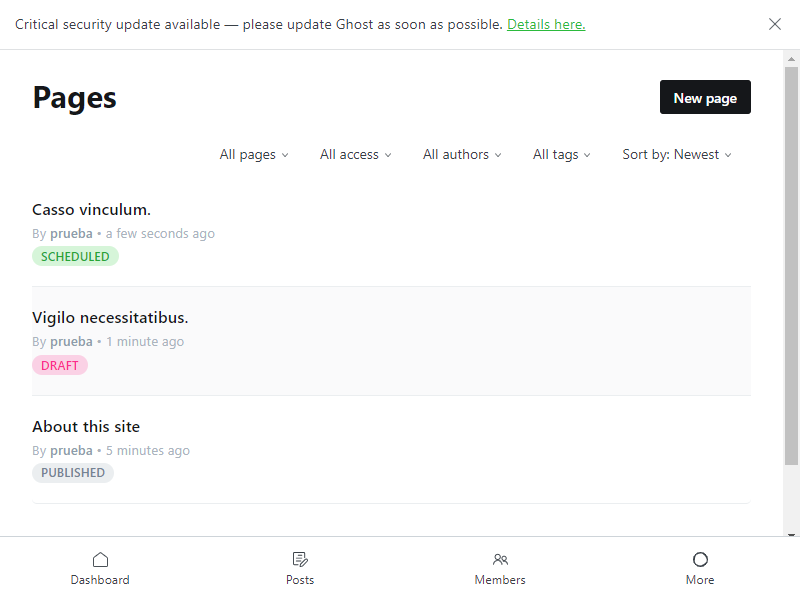 Critical security update available — please update Ghost as soon as possible. Details here.
Pages
New page
All pages
All access
All authors
All tags
Sort by: Newest
Casso vinculum.
By prueba • a few seconds ago
SCHEDULED
Vigilo necessitatibus.
By prueba • 1 minute ago
DRAFT
About this site
By prueba • 5 minutes ago
PUBLISHED
Dashboard
Posts
Members
More